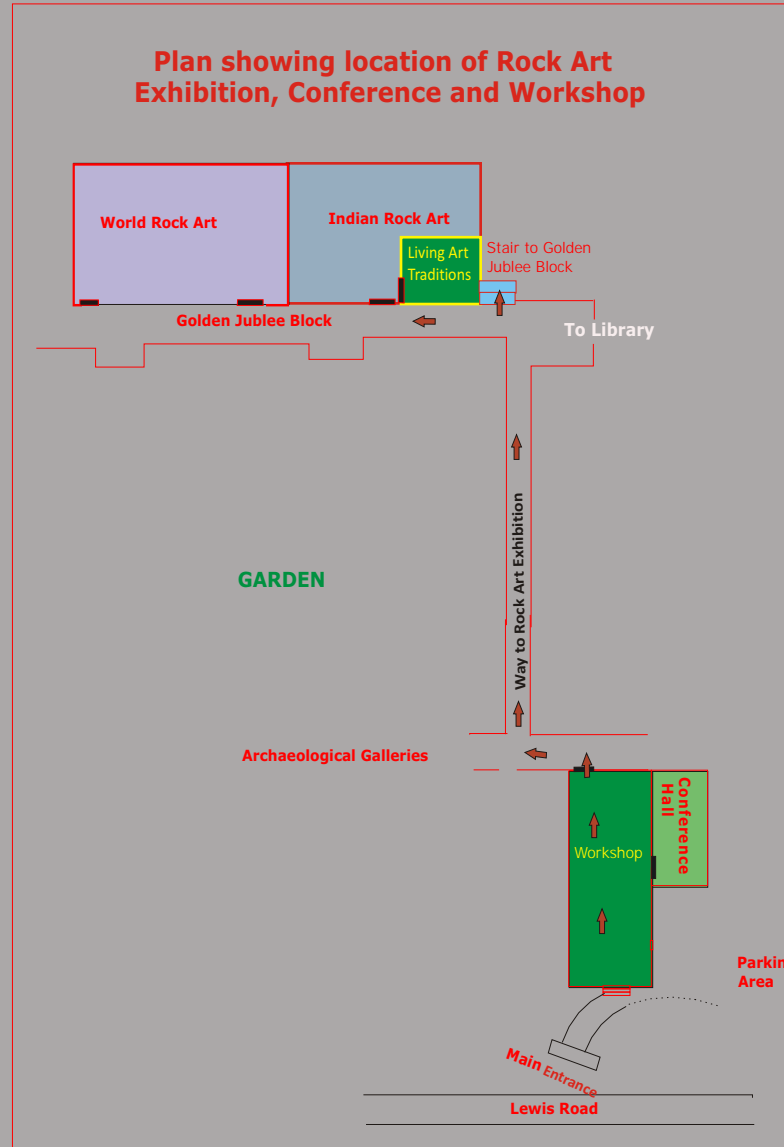 Plan showing location of Rock Art
Exhibition, Conference and Workshop
World Rock Art
Indian Rock Art
Living Art
Traditions
Stair to Golden
Jublee Block
Golden Jublee Block
To Library
Way to Rock Art Exhibition
GARDEN
Archaeological Galleries
Conference
Hall
Workshop
Parkin
Area
Main Entrance
Lewis Road